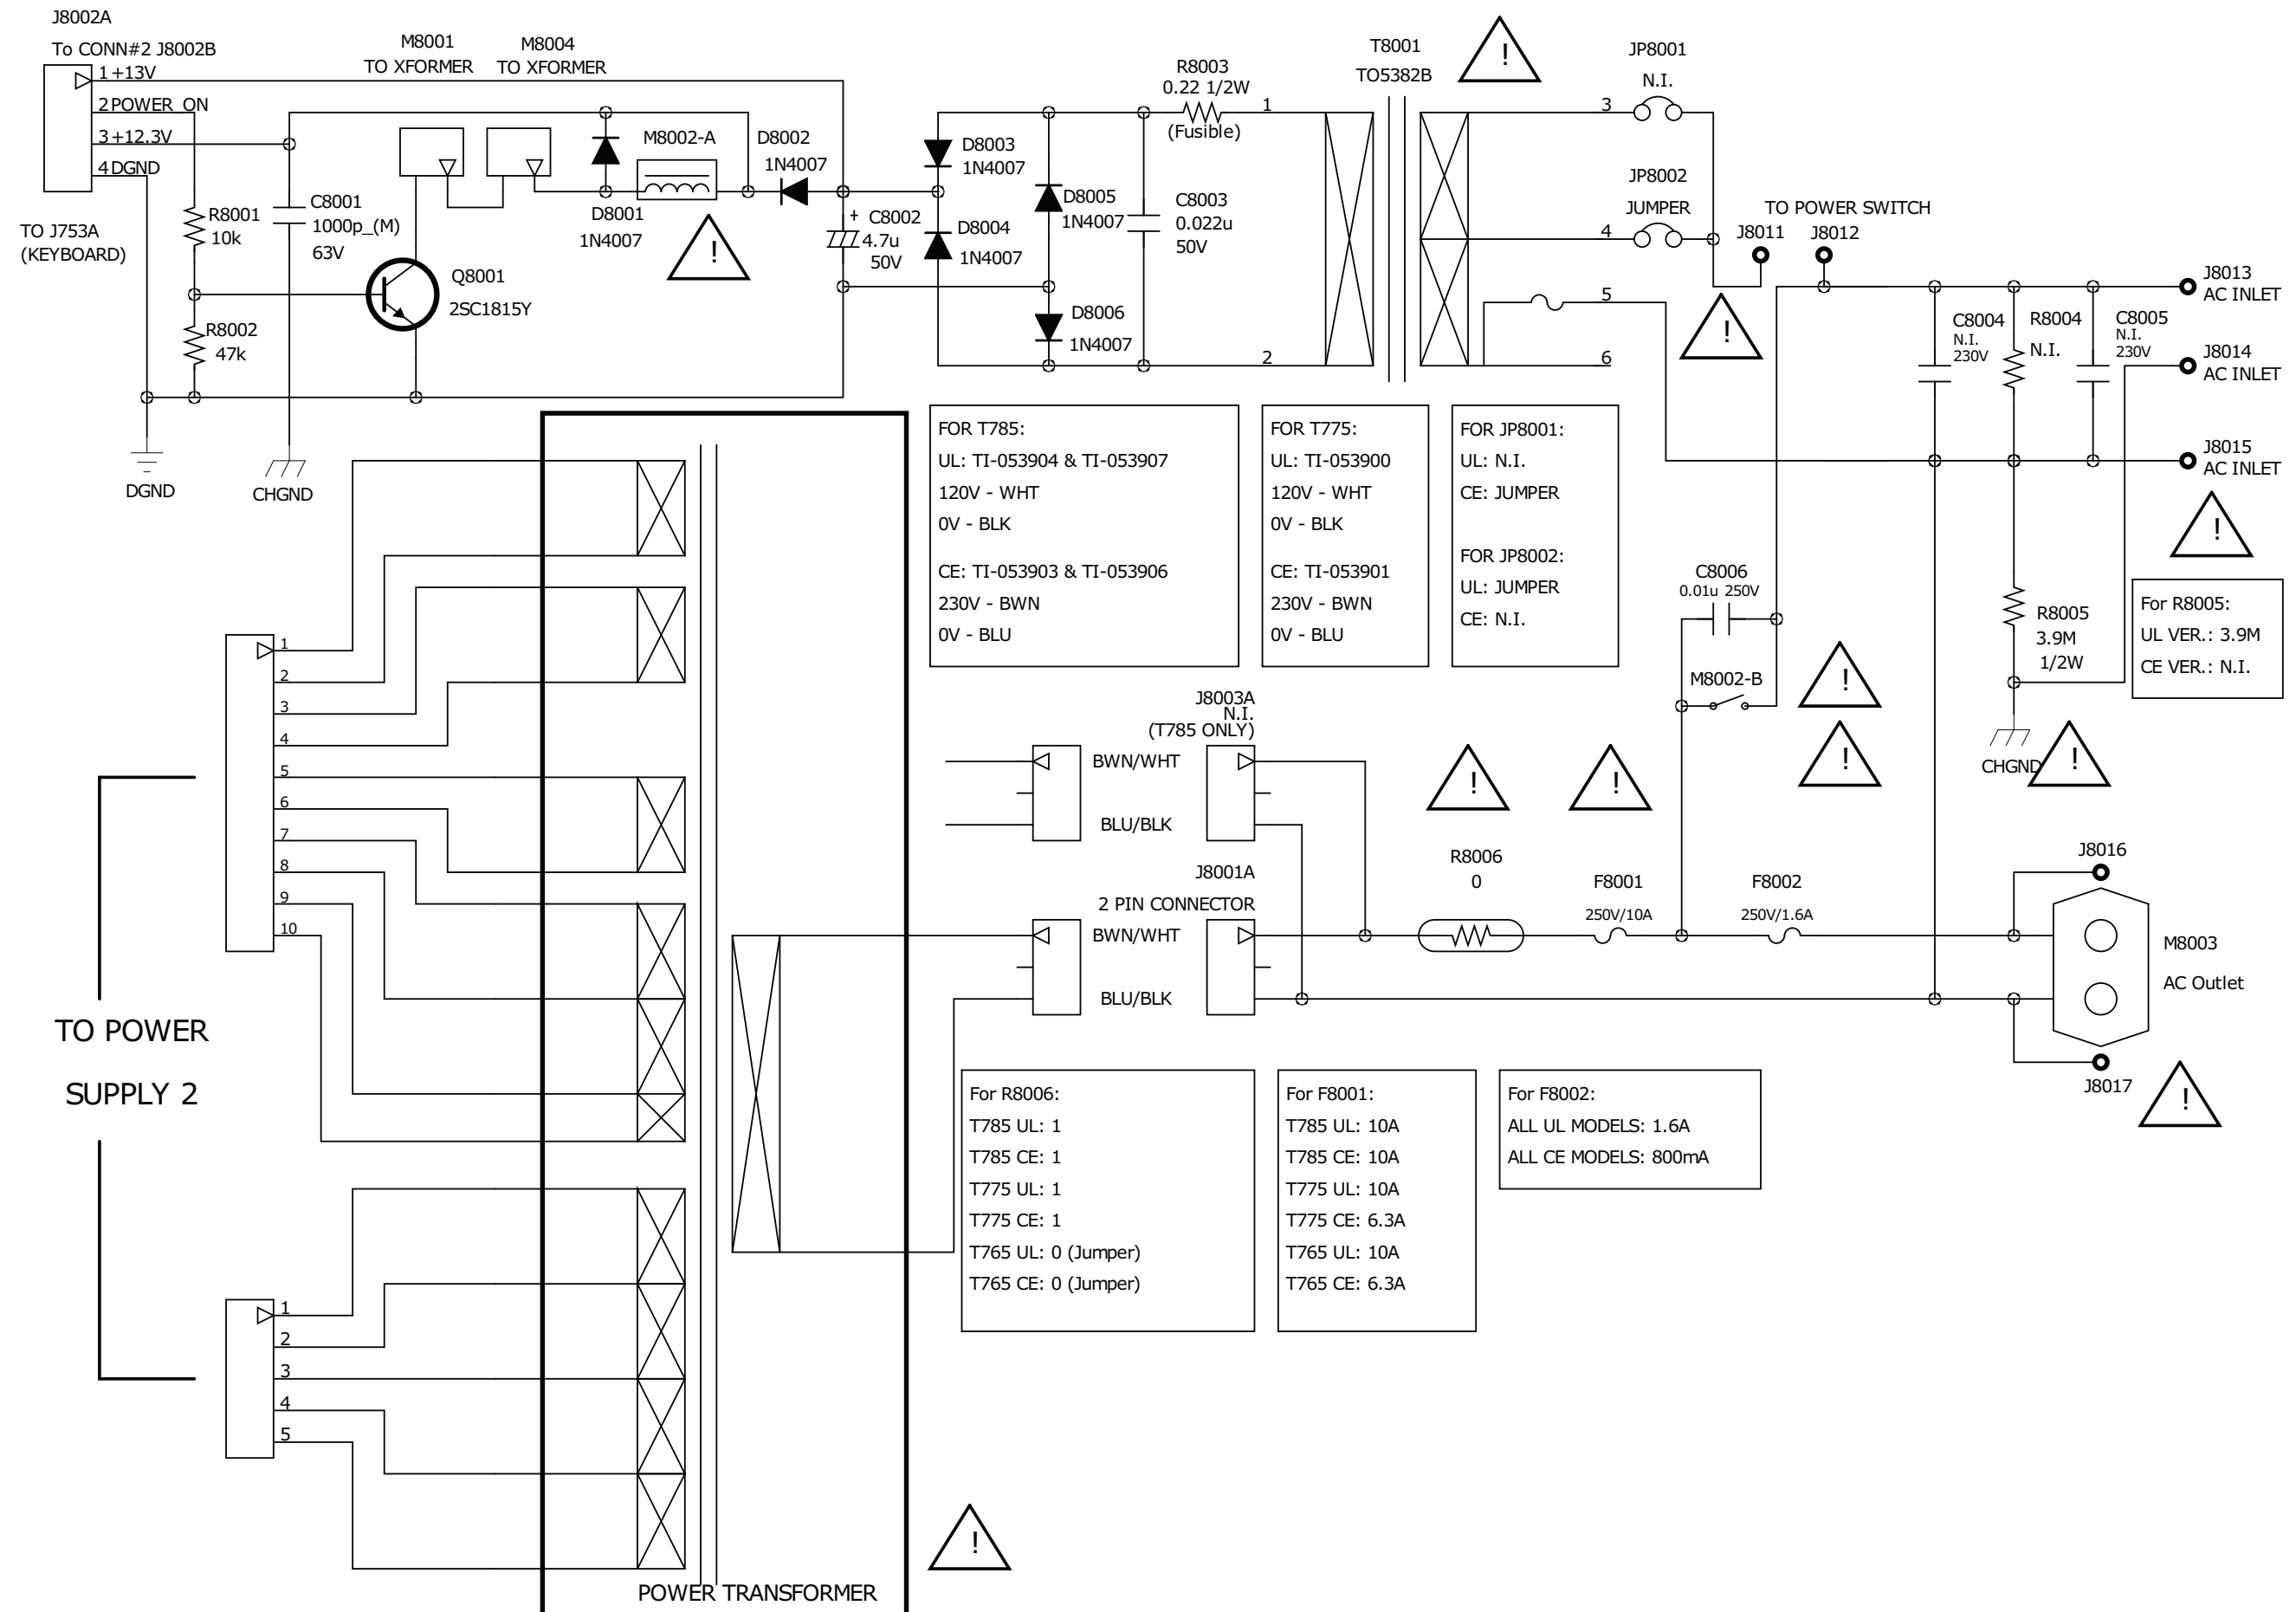 J8002A
To CONN#2 J8002B
1 +13V
2 POWER_ON
3 +12.3V
4 DGND
TO J753A
(KEYBOARD)
M8001
TO XFORMER
M8004
TO XFORMER
R8001
10k
R8002
47k
C8001
1000p_(M)
63V
Q8001
2SC1815Y
DGND
CHGND
D8001
1N4007
M8002-A
!
D8002
1N4007
+
C8002
4.7u
50V
D8003
1N4007
D8004
1N4007
D8005
1N4007
D8006
1N4007
C8003
0.022u
50V
R8003
0.22 1/2W
(Fusible)
1
2
T8001
TO5382B
!
3
4
5
6
JP8001
N.I.
JP8002
JUMPER
TO POWER SWITCH
J8011
J8012
!
J8013
AC INLET
J8014
AC INLET
J8015
AC INLET
!
C8004
N.I.
230V
R8004
N.I.
C8005
N.I.
230V
FOR T785:
UL: TI-053904 & TI-053907
120V - WHT
0V - BLK
CE: TI-053903 & TI-053906
230V - BWN
0V - BLU
FOR T775:
UL: TI-053900
120V - WHT
0V - BLK
CE: TI-053901
230V - BWN
0V - BLU
FOR JP8001:
UL: N.I.
CE: JUMPER
FOR JP8002:
UL: JUMPER
CE: N.I.
C8006
0.01u 250V
M8002-B
!
!
R8005
3.9M
1/2W
CHGND
!
For R8005:
UL VER.: 3.9M
CE VER.: N.I.
J8003A
N.I.
(T785 ONLY)
BWN/WHT
BLU/BLK
J8001A
2 PIN CONNECTOR
BWN/WHT
BLU/BLK
!
!
R8006
0
F8001
250V/10A
F8002
250V/1.6A
J8016
M8003
AC Outlet
J8017
!
1
2
3
4
5
6
7
8
9
10
TO POWER
SUPPLY 2
1
2
3
4
5
For R8006:
T785 UL: 1
T785 CE: 1
T775 UL: 1
T775 CE: 1
T765 UL: 0 (Jumper)
T765 CE: 0 (Jumper)
For F8001:
T785 UL: 10A
T785 CE: 10A
T775 UL: 10A
T775 CE: 6.3A
T765 UL: 10A
T765 CE: 6.3A
For F8002:
ALL UL MODELS: 1.6A
ALL CE MODELS: 800mA
!
POWER TRANSFORMER